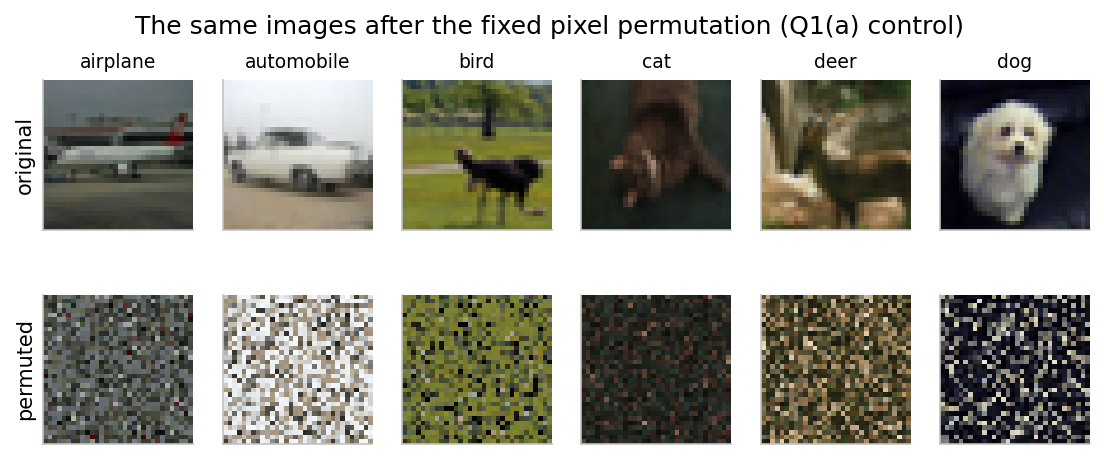 The same images after the fixed pixel permutation (Q1(a) control)
airplane automobile bird cat deer dog
original
permuted